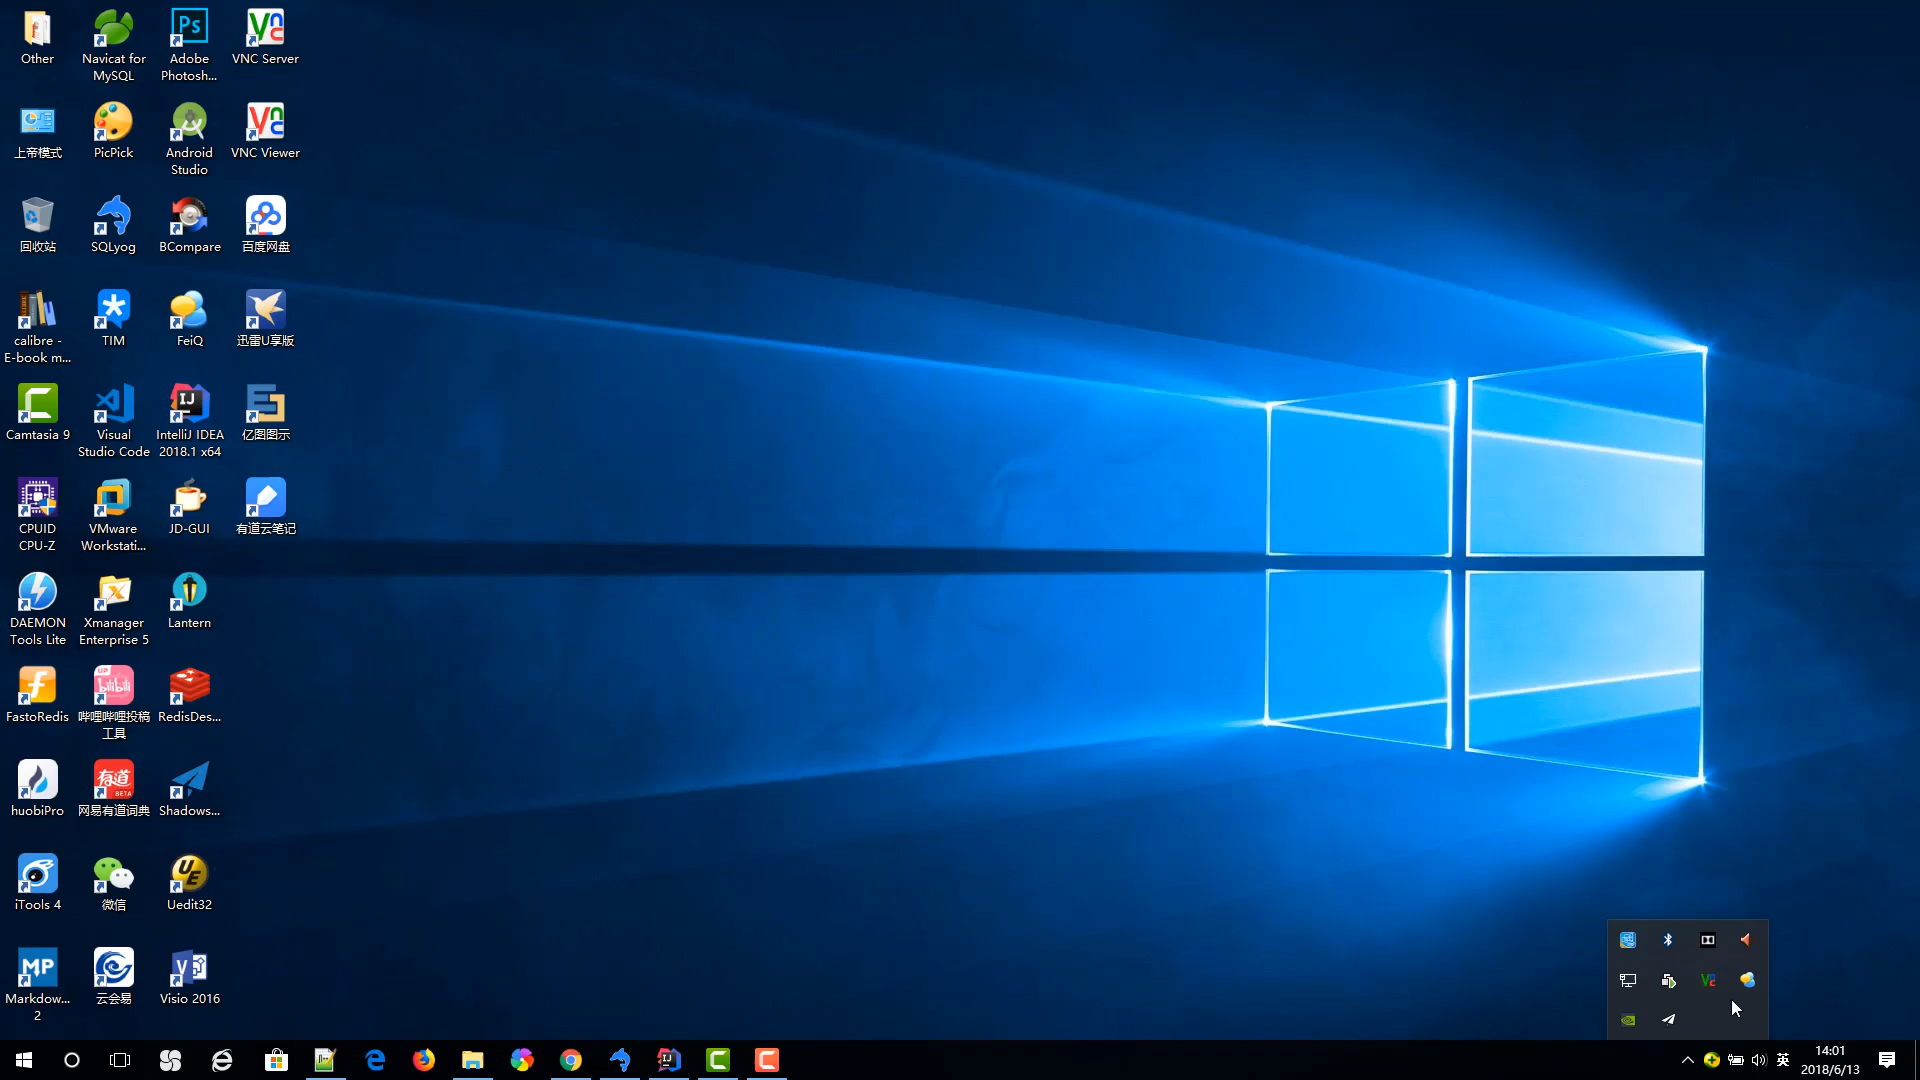 Other
Navicat for
MySQL
Adobe
Photosh...
VNC Server
上帝模式
PicPick
Android
Studio
VNC Viewer
回收站
SQLyog
BCompare
百度网盘
calibre -
E-book m...
TIM
FeiQ
迅雷U享版
Camtasia 9
Visual
Studio Code
IntelliJ IDEA
2018.1 x64
亿图图示
CPUID
CPU-Z
VMware
Workstati...
JD-GUI
有道云笔记
DAEMON
Tools Lite
Xmanager
Enterprise 5
Lantern
FastoRedis
哔哩哔哩投稿
工具
RedisDes...
huobiPro
网易有道词典
Shadows...
iTools 4
微信
Uedit32
Markdow...
2
云会易
Visio 2016
英
14:01
2018/6/13